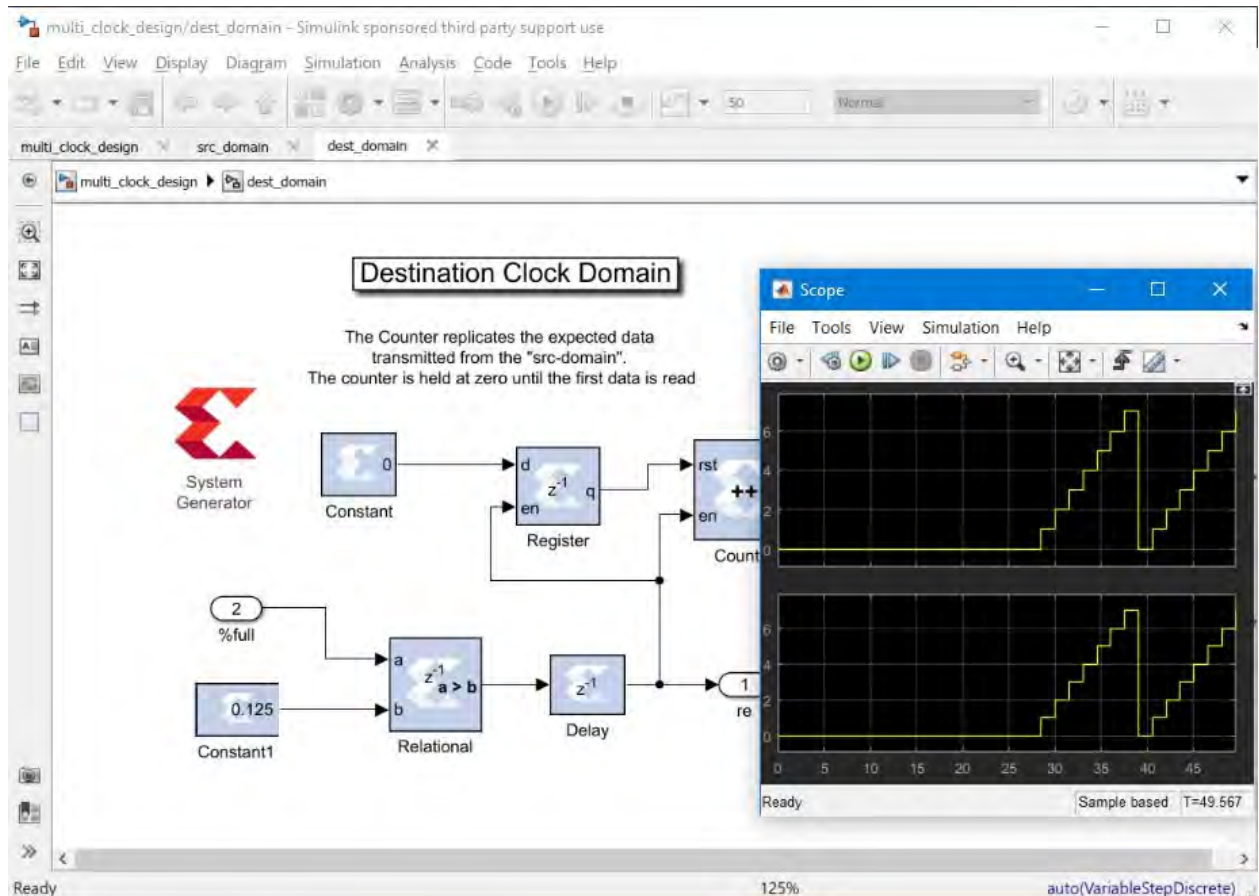 multi_clock_design/dest_domain - Simulink sponsored third party support use
File Edit View Display Diagram Simulation Analysis Code Tools Help
50 Normal
multi_clock_design src_domain dest_domain
multi_clock_design dest_domain
Destination Clock Domain
The Counter replicates the expected data
transmitted from the "src-domain".
The counter is held at zero until the first data is read
System
Generator
0
Constant
d
z-1
q
en
Register
rst
++
en
Count
2
%full
0.125
Constant1
a
z-1
a > b
b
Relational
z-1
Delay
1
re
Scope
File Tools View Simulation Help
6
4
2
0
6
4
2
0
0 5 10 15 20 25 30 35 40 45
Ready Sample based T=49.567
Ready 125% auto(VariableStepDiscrete)